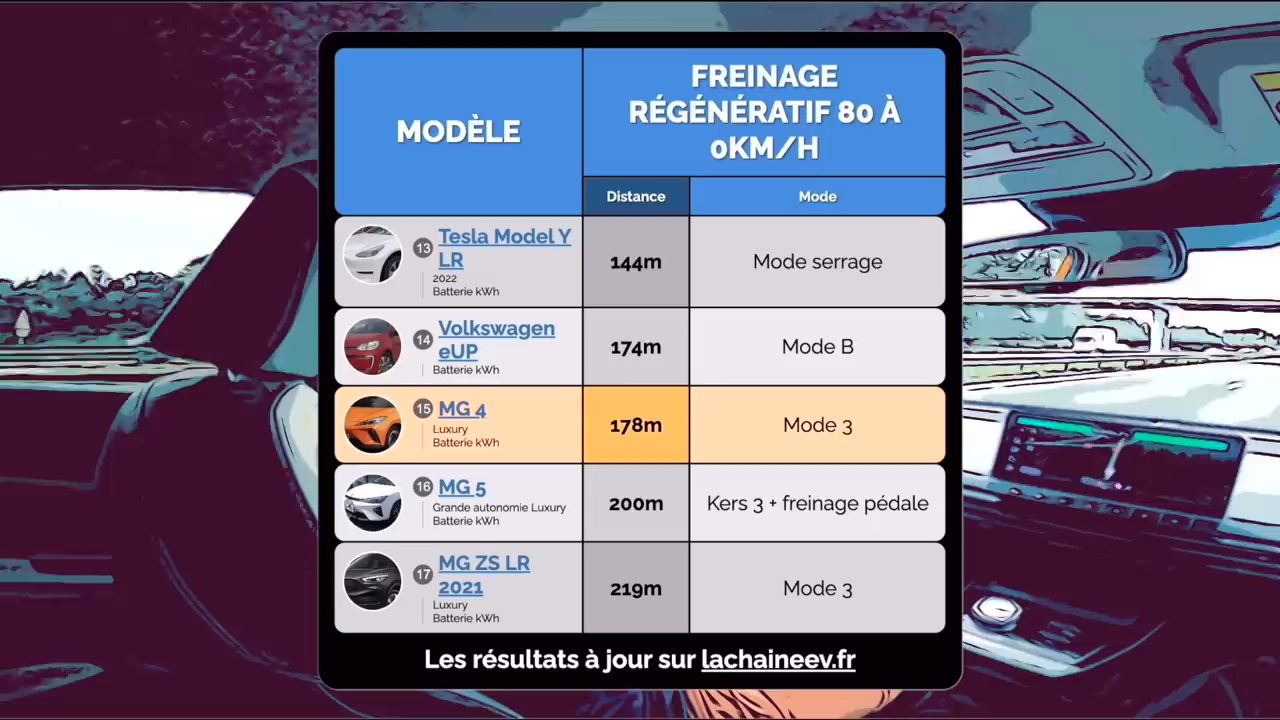 MODÈLE
FREINAGE
RÉGÉNÉRATIF 80 À
0KM/H
Distance
Mode
13
Tesla Model Y
LR
2022
Batterie kWh
144m
Mode serrage
14
Volkswagen
eUP
Batterie kWh
174m
Mode B
15
MG 4
Luxury
Batterie kWh
178m
Mode 3
16
MG 5
Grande autonomie Luxury
Batterie kWh
200m
Kers 3 + freinage pédale
17
MG ZS LR
2021
Luxury
Batterie kWh
219m
Mode 3
Les résultats à jour sur lachaineev.fr